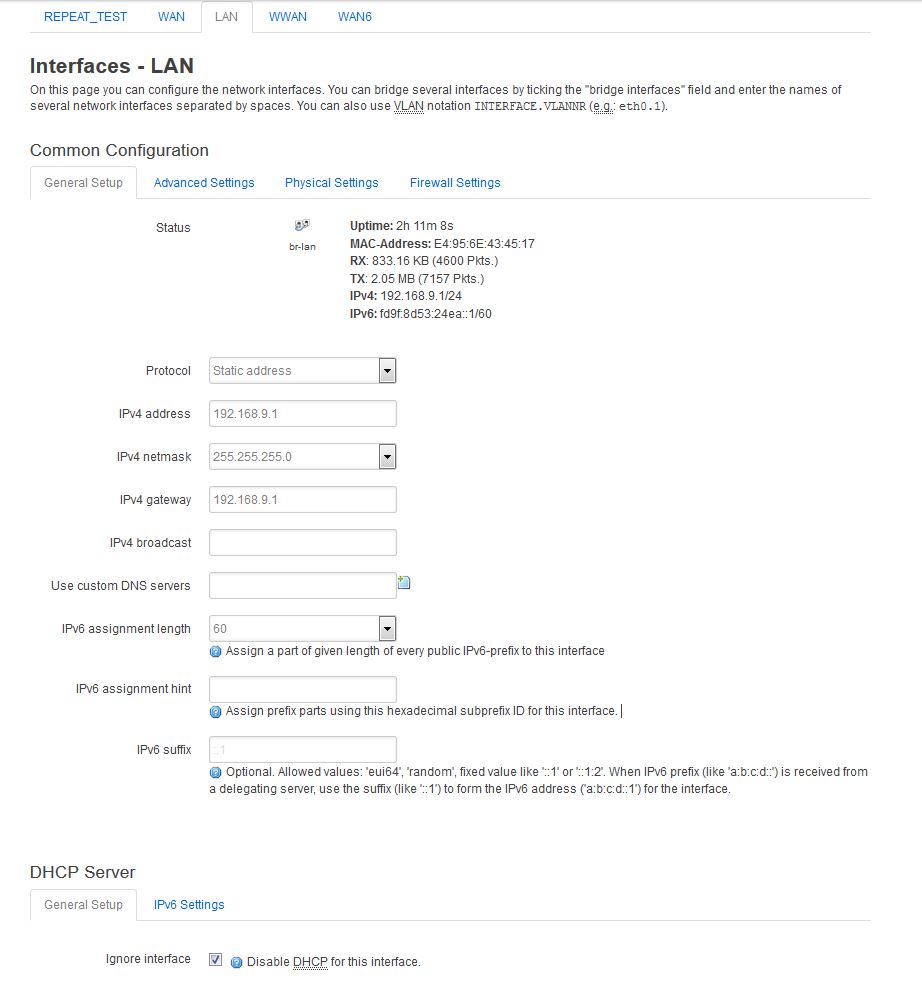 REPEAT_TEST WAN LAN WWAN WAN6
Interfaces - LAN
On this page you can configure the network interfaces. You can bridge several interfaces by ticking the "bridge interfaces" field and enter the names of
several network interfaces separated by spaces. You can also use VLAN notation INTERFACE.VLANNR (e.g.: eth0.1).
Common Configuration
General Setup Advanced Settings Physical Settings Firewall Settings
Status
br-lan
Uptime: 2h 11m 8s
MAC-Address: E4:95:6E:43:45:17
RX: 833.16 KB (4600 Pkts.)
TX: 2.05 MB (7157 Pkts.)
IPv4: 192.168.9.1/24
IPv6: fd9f:8d53:24ea::1/60
Protocol Static address
IPv4 address 192.168.9.1
IPv4 netmask 255.255.255.0
IPv4 gateway 192.168.9.1
IPv4 broadcast
Use custom DNS servers
IPv6 assignment length 60
Assign a part of given length of every public IPv6-prefix to this interface
IPv6 assignment hint
Assign prefix parts using this hexadecimal subprefix ID for this interface.
IPv6 suffix ::1
Optional. Allowed values: 'eui64', 'random', fixed value like '::1' or '::1:2'. When IPv6 prefix (like 'a:b:c:d::') is received from
a delegating server, use the suffix (like '::1') to form the IPv6 address ('a:b:c:d::1') for the interface.
DHCP Server
General Setup IPv6 Settings
Ignore interface Disable DHCP for this interface.